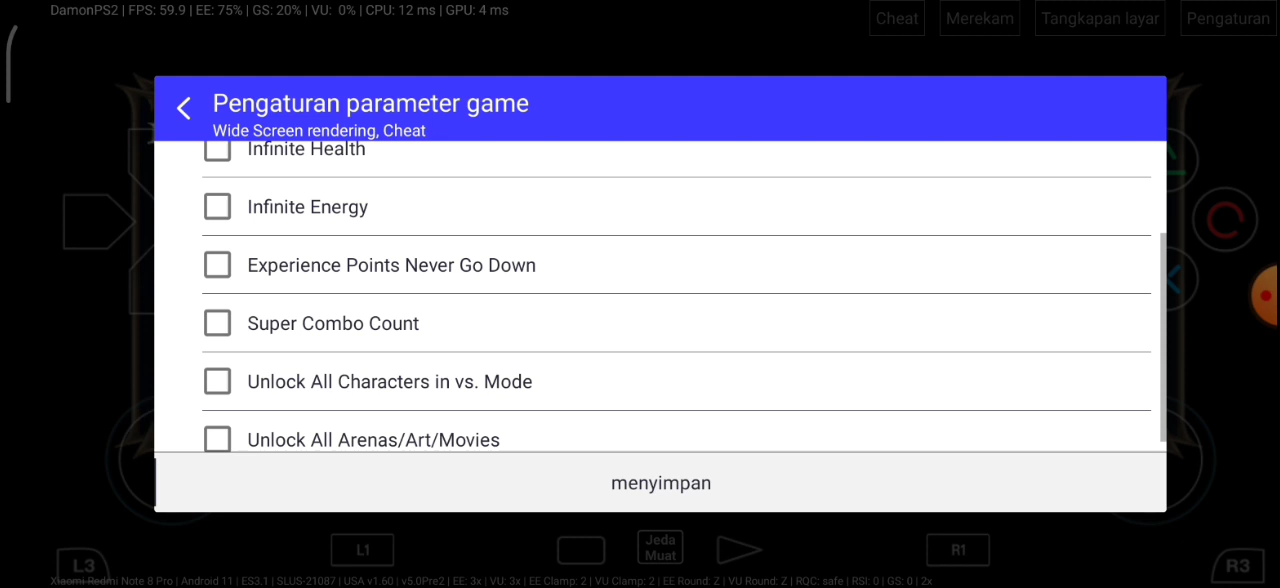 DamonPS2 | FPS: 59.9 | EE: 75% | GS: 20% | VU: 0% | CPU: 12 ms | GPU: 4 ms
Cheat
Merekam
Tangkapan layar
Pengaturan
Pengaturan parameter game
Wide Screen rendering, Cheat
Infinite Health
Infinite Energy
Experience Points Never Go Down
Super Combo Count
Unlock All Characters in vs. Mode
Unlock All Arenas/Art/Movies
menyimpan
L3
L1
Jeda
Muat
R1
R3
Xiaomi Redmi Note 8 Pro | Android 11 | ES3.1 | SLUS-21087 | USA v1.60 | v5.0Pre2 | EE: 3x | VU: 3x | EE Clamp: 2 | VU Clamp: 2 | EE Round: Z | VU Round: Z | RQC: safe | RSI: 0 | GS: 0 | 2x